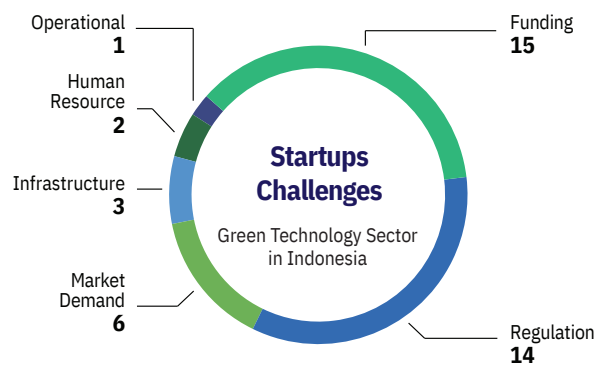 Operational
1
Human
Resource
2
Infrastructure
3
Market
Demand
6
Startups
Challenges
Green Technology Sector
in Indonesia
Funding
15
Regulation
14